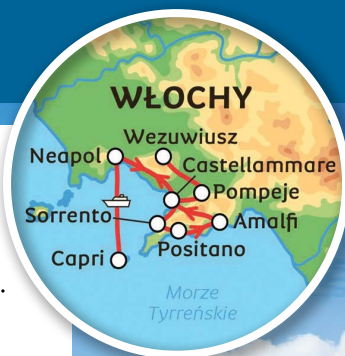 WŁOCHY
Wezuwiusz
Neapol
Castellammare
Pompeje
Sorrento
Amalfi
Positano
Capri
Morze
Tyrreńskie